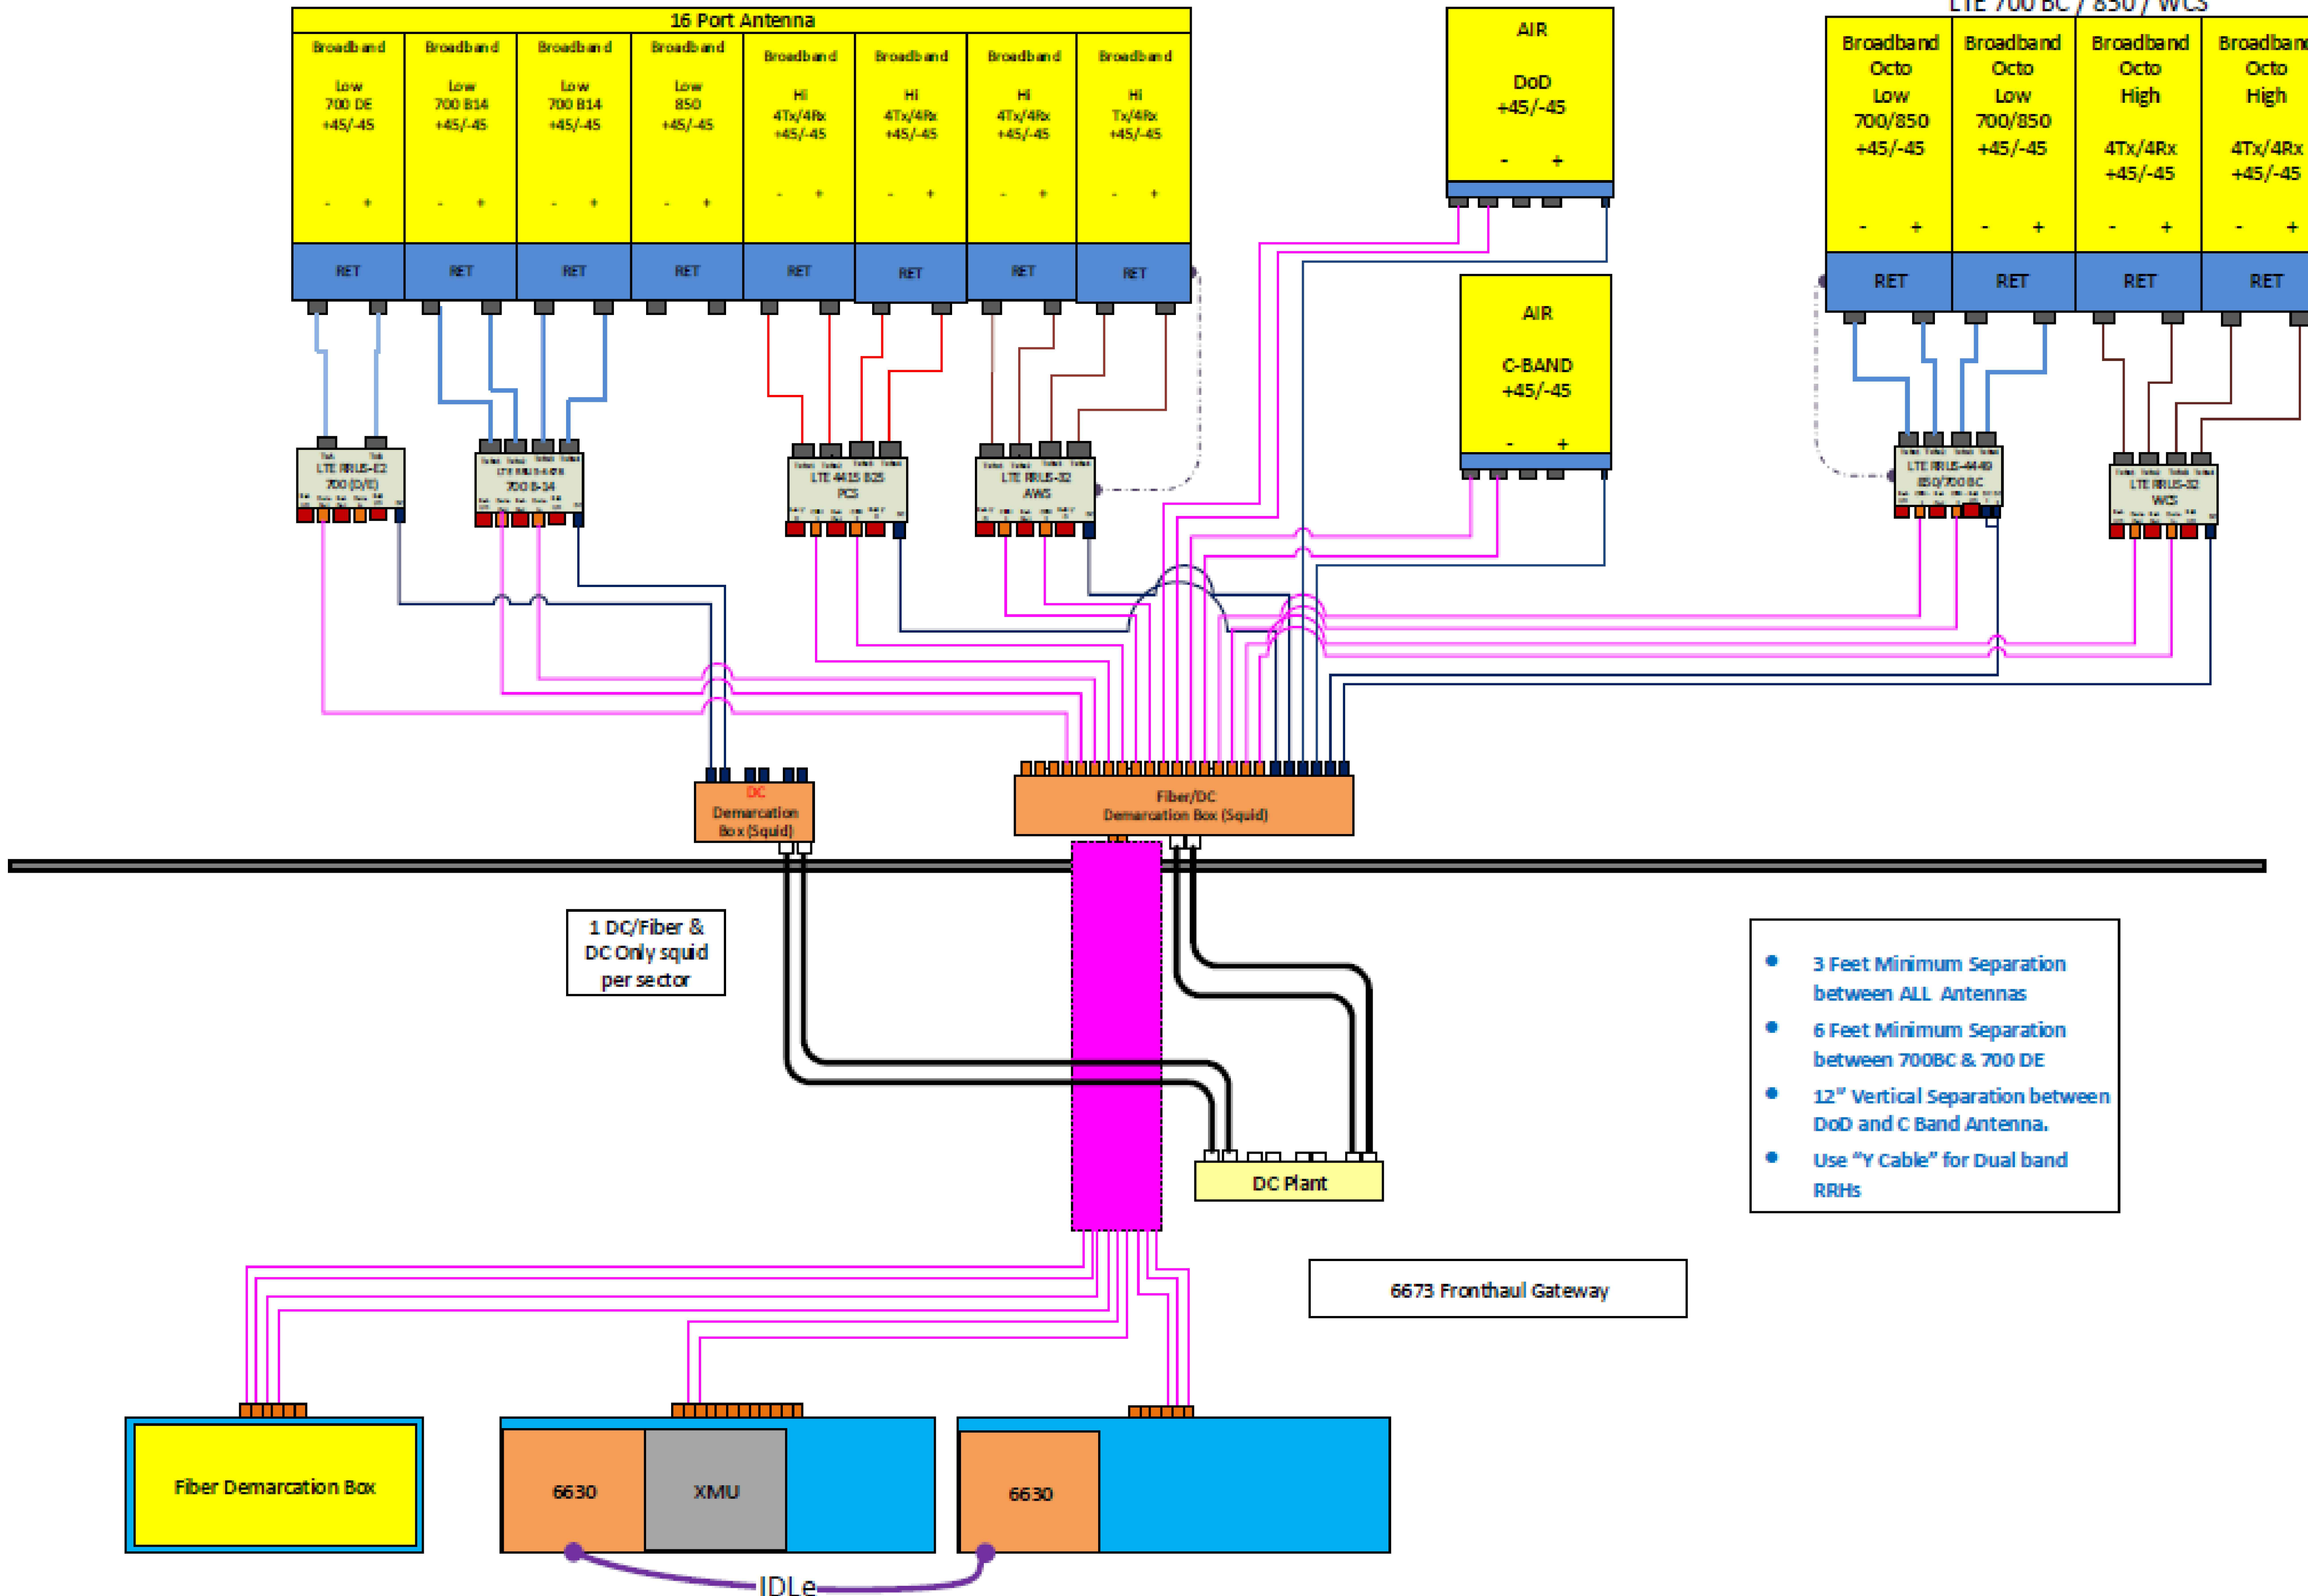 16 Port Antenna
Broadband
Low
700 DE
+45/-45
- +
RET
Broadband
Low
700 B14
+45/-45
- +
RET
Broadband
Low
700 B14
+45/-45
- +
RET
Broadband
Low
850
+45/-45
- +
RET
Broadband
Hi
4Tx/4Rx
+45/-45
- +
RET
Broadband
Hi
4Tx/4Rx
+45/-45
- +
RET
Broadband
Hi
4Tx/4Rx
+45/-45
- +
RET
Broadband
Hi
Tx/4Rx
+45/-45
- +
RET
AIR
DoD
+45/-45
- +
AIR
C-BAND
+45/-45
- +
LTE 700 BC / 850 / WCS
Broadband
Octo
Low
700/850
+45/-45
- +
RET
Broadband
Octo
Low
700/850
+45/-45
- +
RET
Broadband
Octo
High
4Tx/4Rx
+45/-45
- +
RET
Broadband
Octo
High
4Tx/4Rx
+45/-45
- +
RET
LTE RRUS-E2
700 (D/E)
700 B-14
LTE 4415 B25
PCS
LTE RRUS-32
AWS
LTE RRUS-4449
850/700 BC
LTE RRUS-32
WCS
DC
Demarcation
Box (Squid)
Fiber/DC
Demarcation Box (Squid)
1 DC/Fiber &
DC Only squid
per sector
• 3 Feet Minimum Separation
between ALL Antennas
• 6 Feet Minimum Separation
between 700BC & 700 DE
• 12" Vertical Separation between
DoD and C Band Antenna.
• Use “Y Cable” for Dual band
RRHs
DC Plant
6673 Fronthaul Gateway
Fiber Demarcation Box
6630
XMU
6630
IDLe